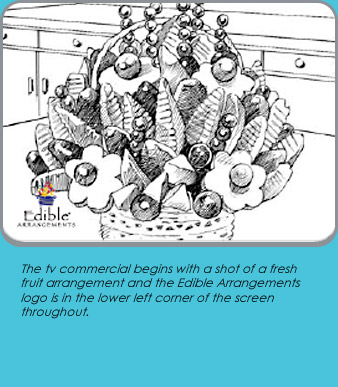 Edible
ARRANGEMENTS
The tv commercial begins with a shot of a fresh
fruit arrangement and the Edible Arrangements
logo is in the lower left corner of the screen
throughout.